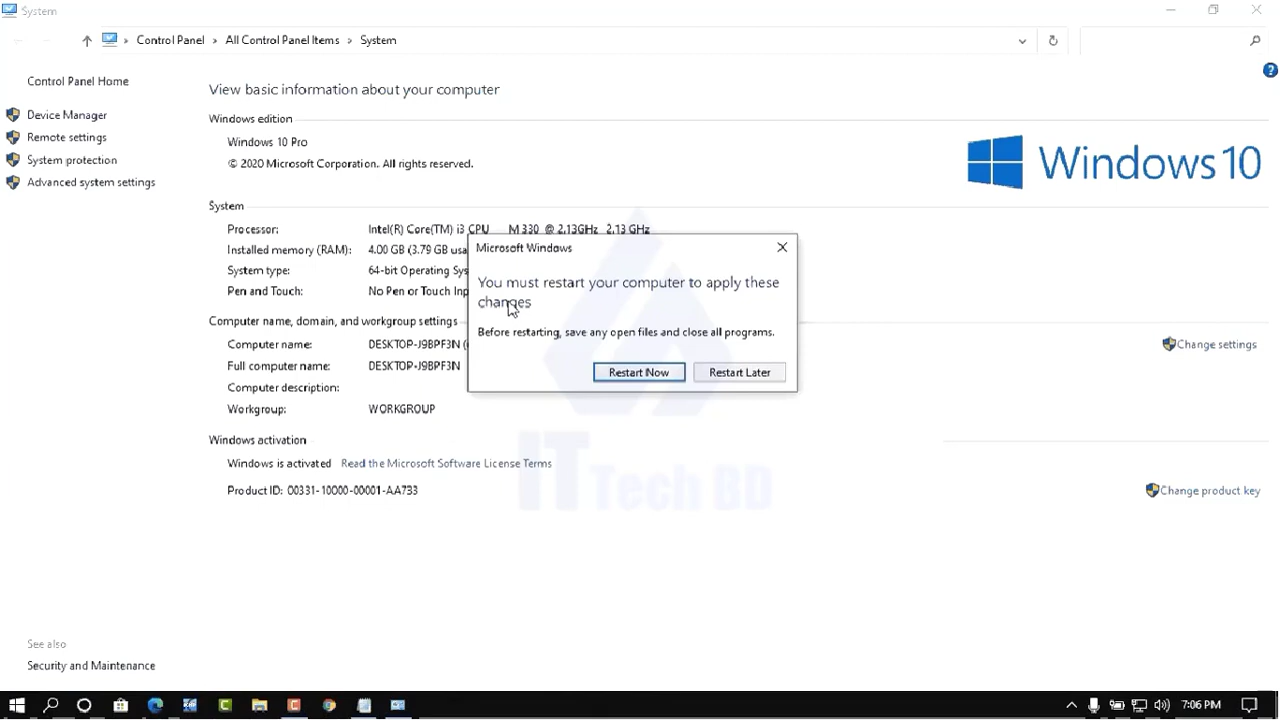 System
Control Panel › All Control Panel Items › System
Control Panel Home
Device Manager
Remote settings
System protection
Advanced system settings
View basic information about your computer
Windows edition
Windows 10 Pro
© 2020 Microsoft Corporation. All rights reserved.
Windows 10
System
Processor: Intel(R) Core(TM) i3 CPU M 330 @ 2.13GHz 2.13 GHz
Installed memory (RAM): 4.00 GB (3.79 GB usa
System type: 64-bit Operating Sys
Pen and Touch: No Pen or Touch Inp
Microsoft Windows
You must restart your computer to apply these
changes
Before restarting, save any open files and close all programs.
Restart Now Restart Later
Computer name, domain, and workgroup settings
Computer name: DESKTOP-J9BPF3N (
Full computer name: DESKTOP-J9BPF3N
Computer description:
Workgroup: WORKGROUP
Change settings
Windows activation
Windows is activated Read the Microsoft Software License Terms
Product ID: 00331-10000-00001-AA733
Change product key
IT Tech BD
See also
Security and Maintenance
7:06 PM